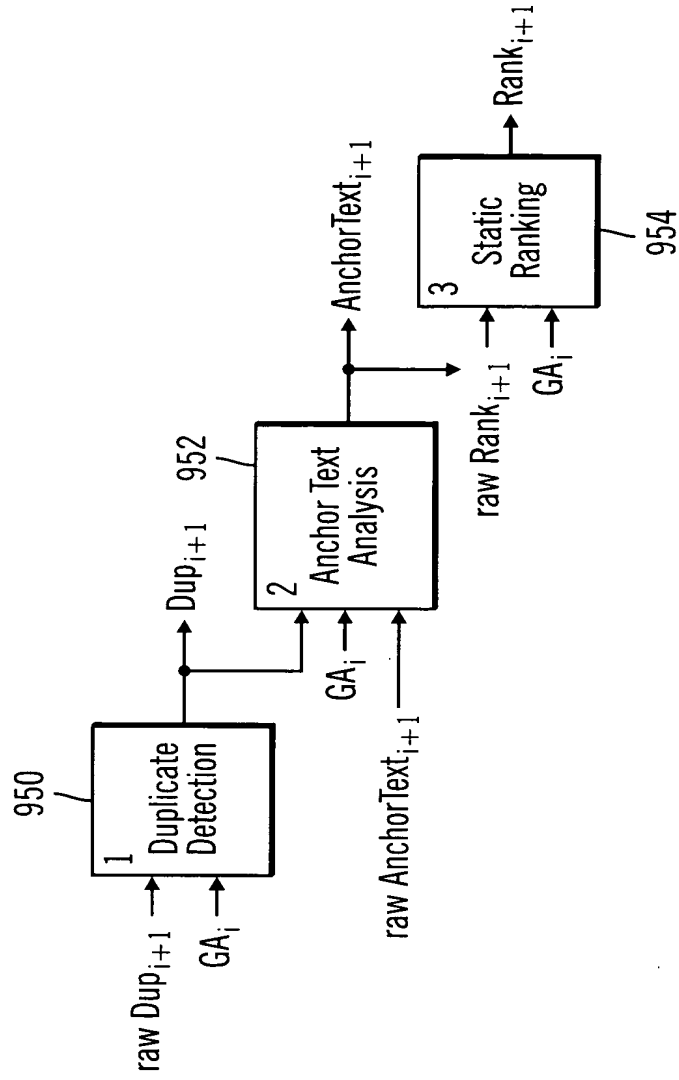 950
1
Duplicate
Detection
raw Dup_{i+1}
GA_i
Dup_{i+1}
952
2
Anchor Text
Analysis
GA_i
raw AnchorText_{i+1}
AnchorText_{i+1}
3
Static
Ranking
raw Rank_{i+1}
GA_i
Rank_{i+1}
954